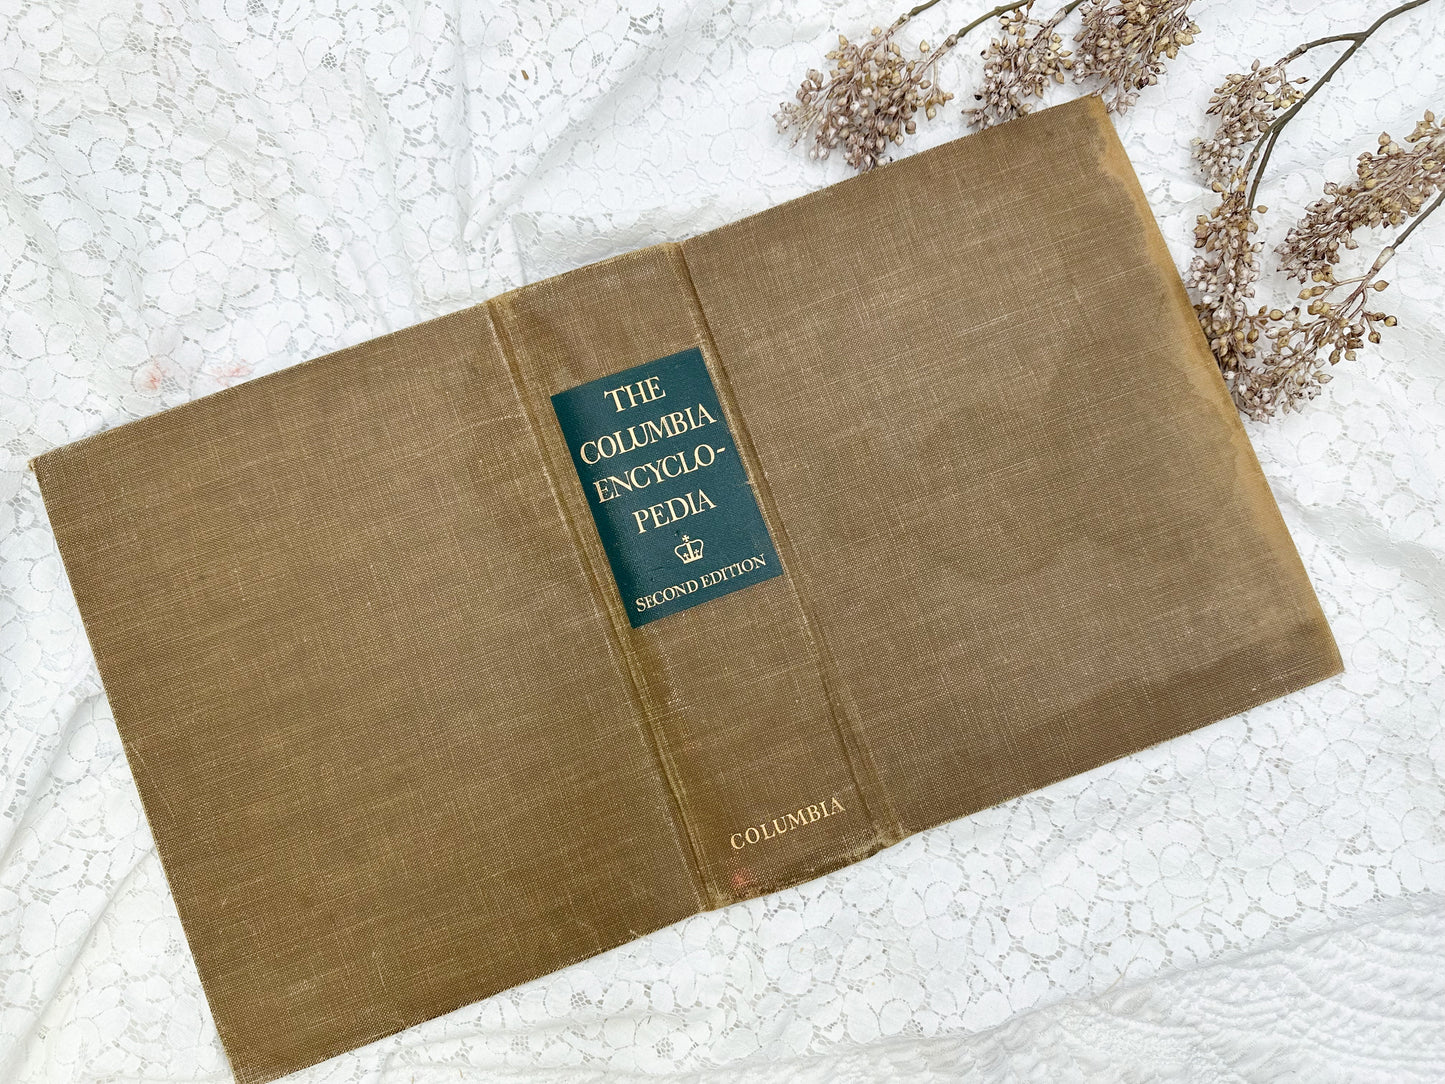 THE
COLUMBIA
ENCYCLO-
PEDIA
SECOND EDITION
COLUMBIA